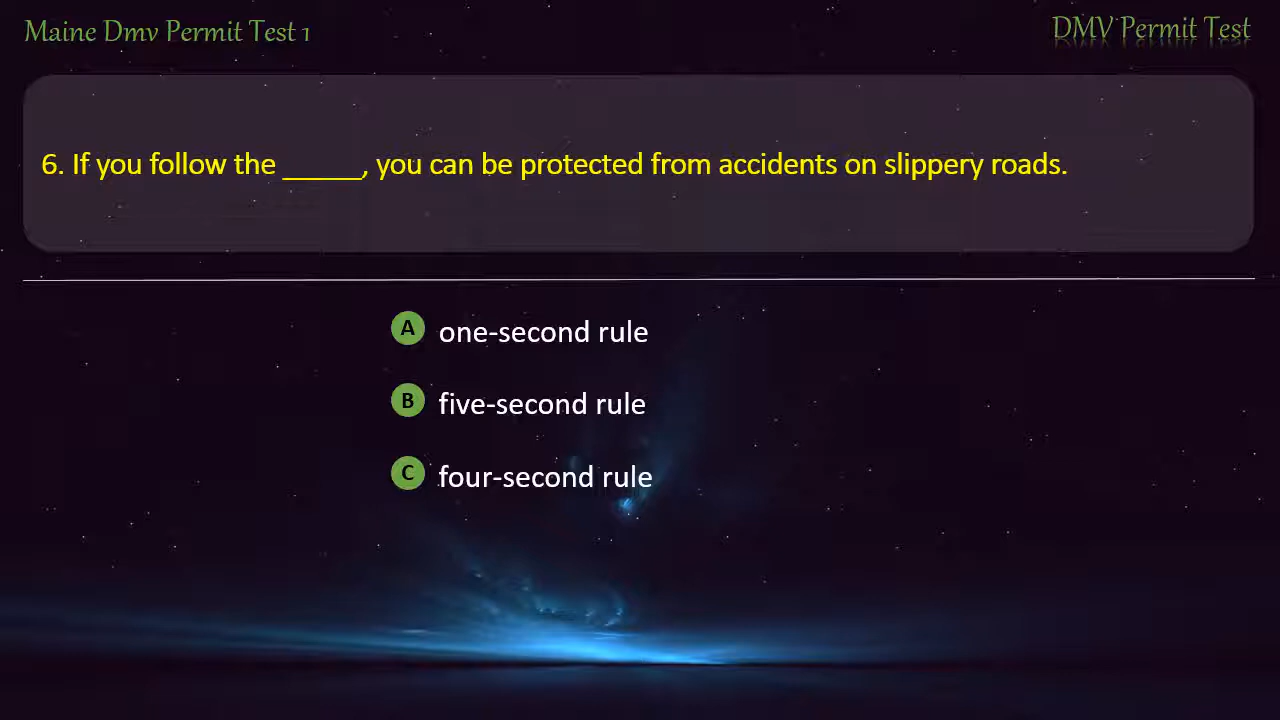 Maine Dmv Permit Test 1
DMV Permit Test
6. If you follow the _____, you can be protected from accidents on slippery roads.
A one-second rule
B five-second rule
C four-second rule